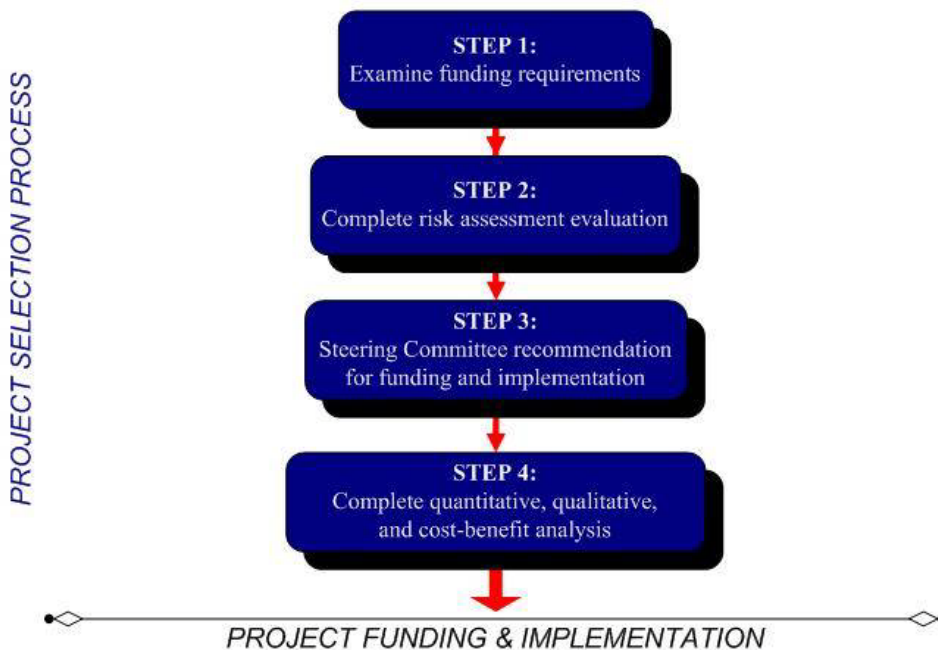 PROJECT SELECTION PROCESS
STEP 1:
Examine funding requirements
STEP 2:
Complete risk assessment evaluation
STEP 3:
Steering Committee recommendation
for funding and implementation
STEP 4:
Complete quantitative, qualitative,
and cost-benefit analysis
PROJECT FUNDING & IMPLEMENTATION